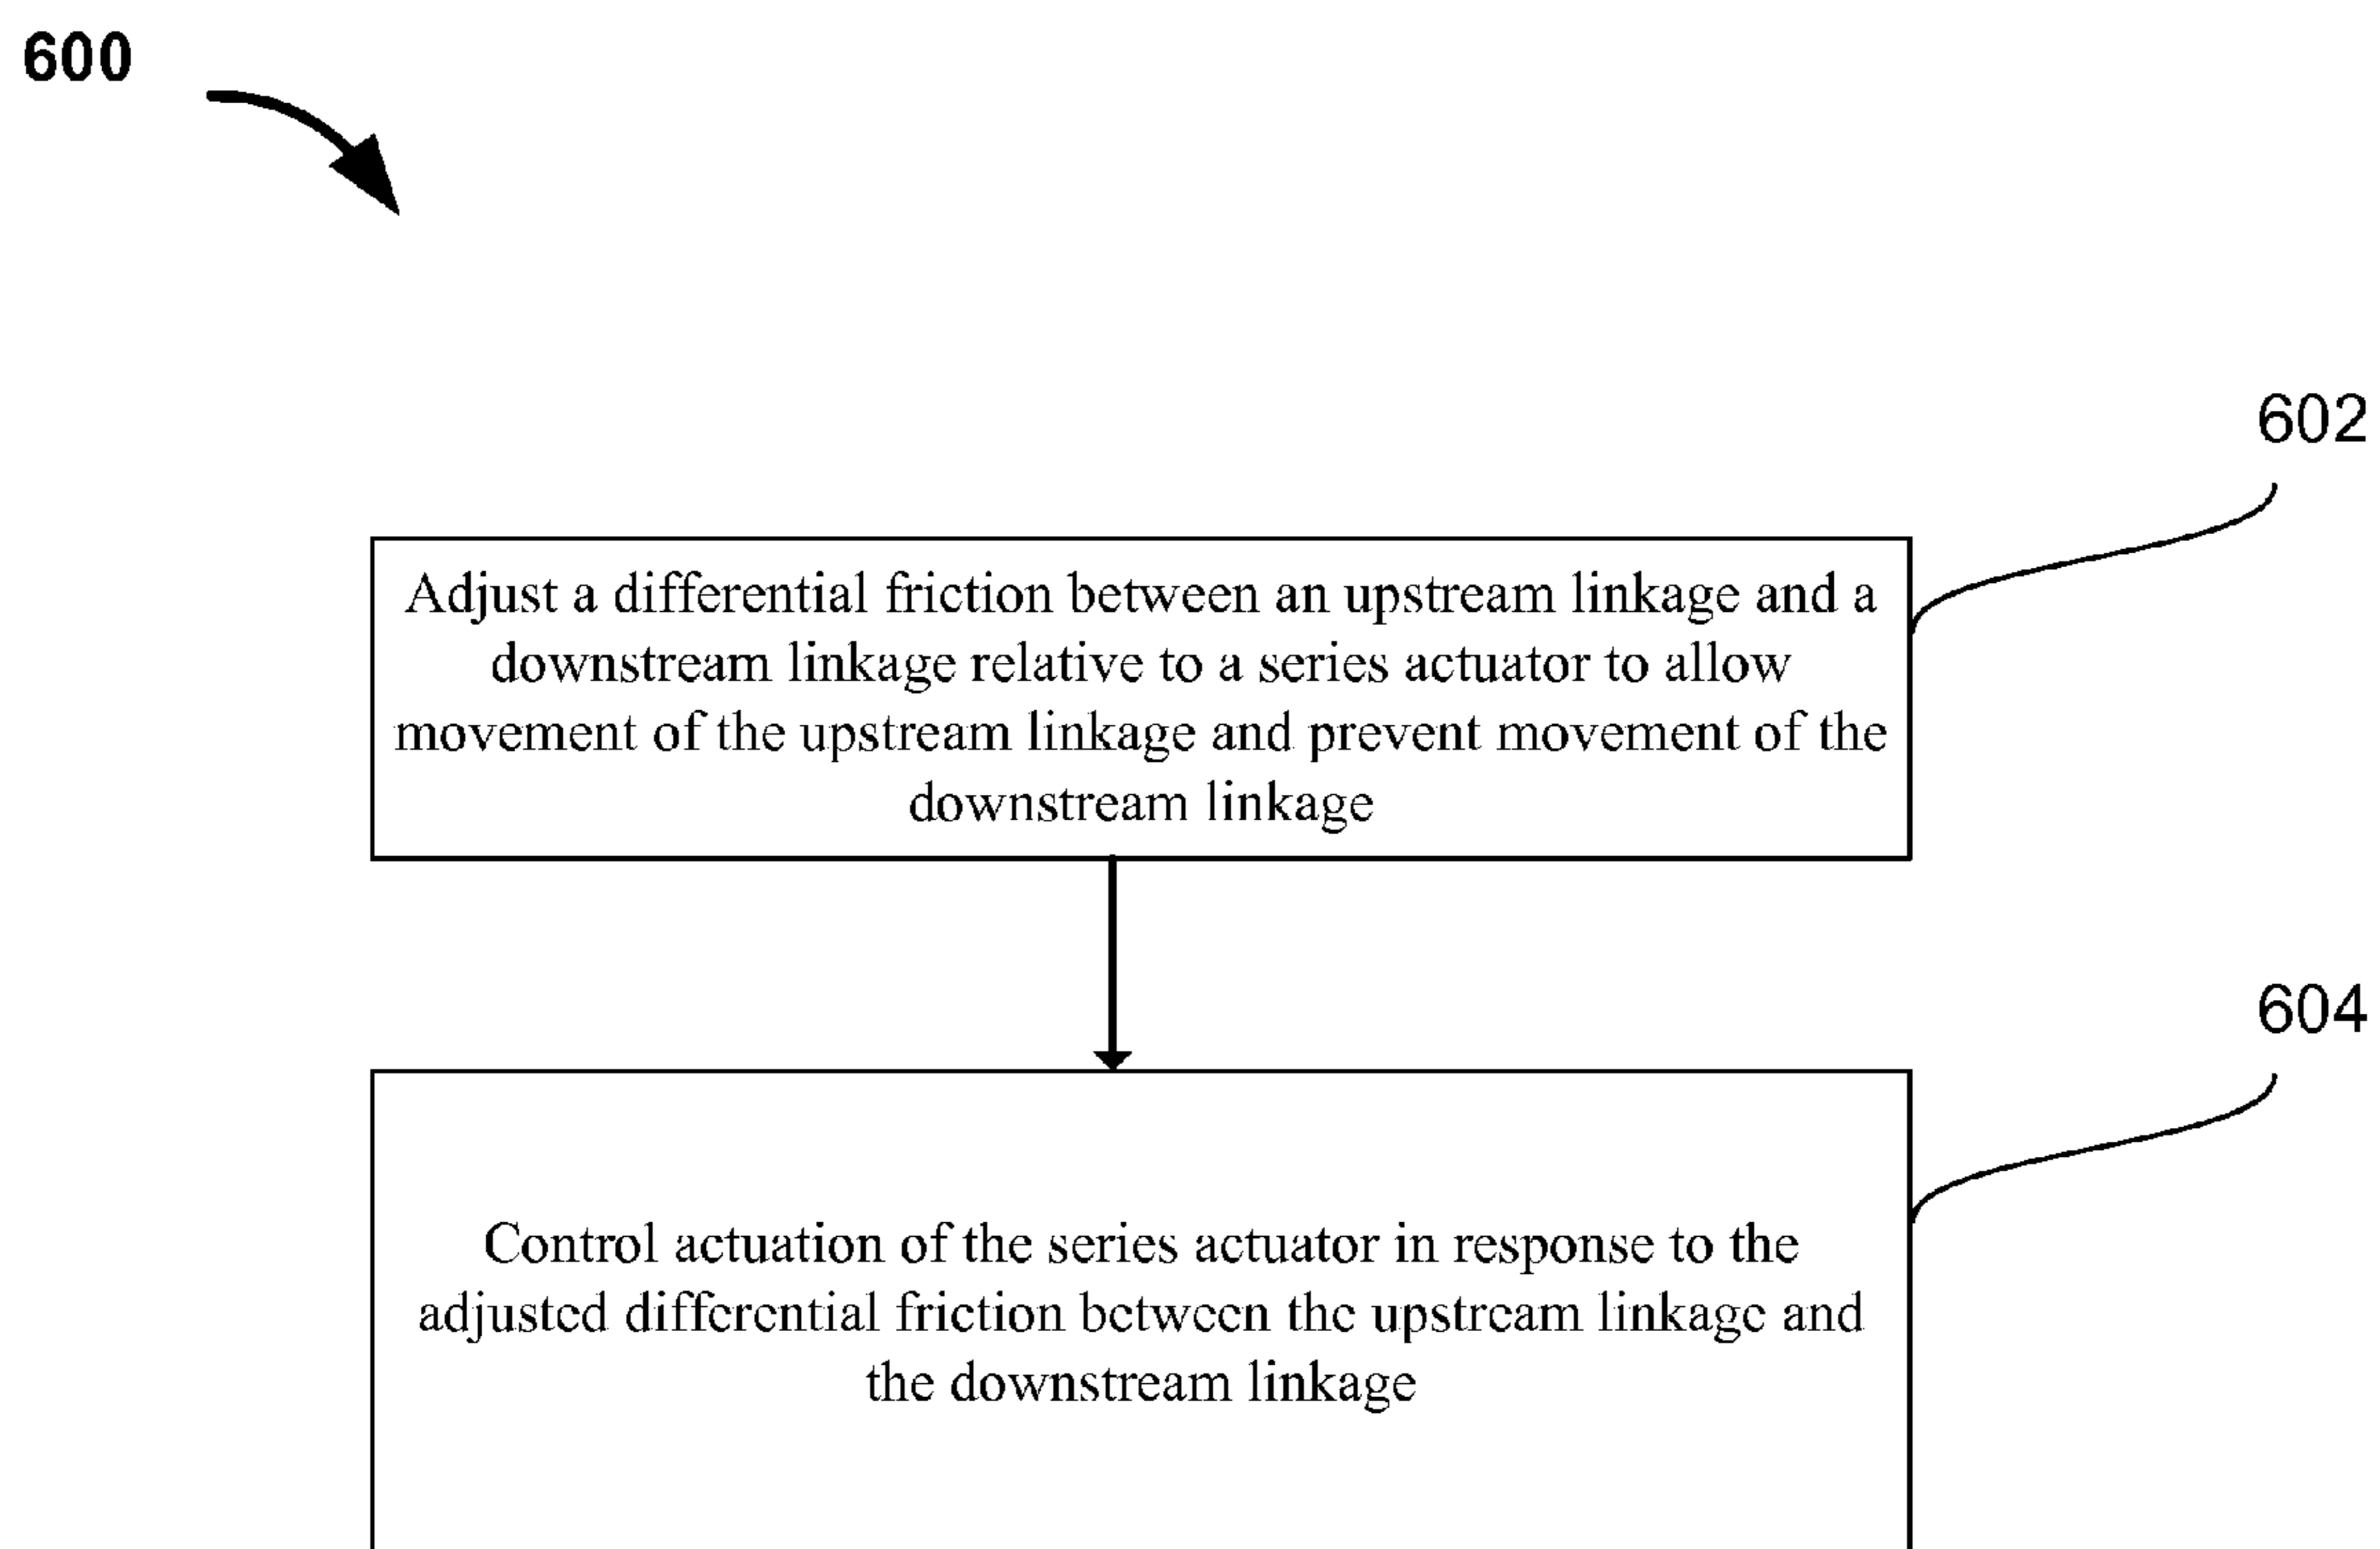 600
602
Adjust a differential friction between an upstream linkage and a
downstream linkage relative to a series actuator to allow
movement of the upstream linkage and prevent movement of the
downstream linkage
604
Control actuation of the series actuator in response to the
adjusted differential friction between the upstream linkage and
the downstream linkage